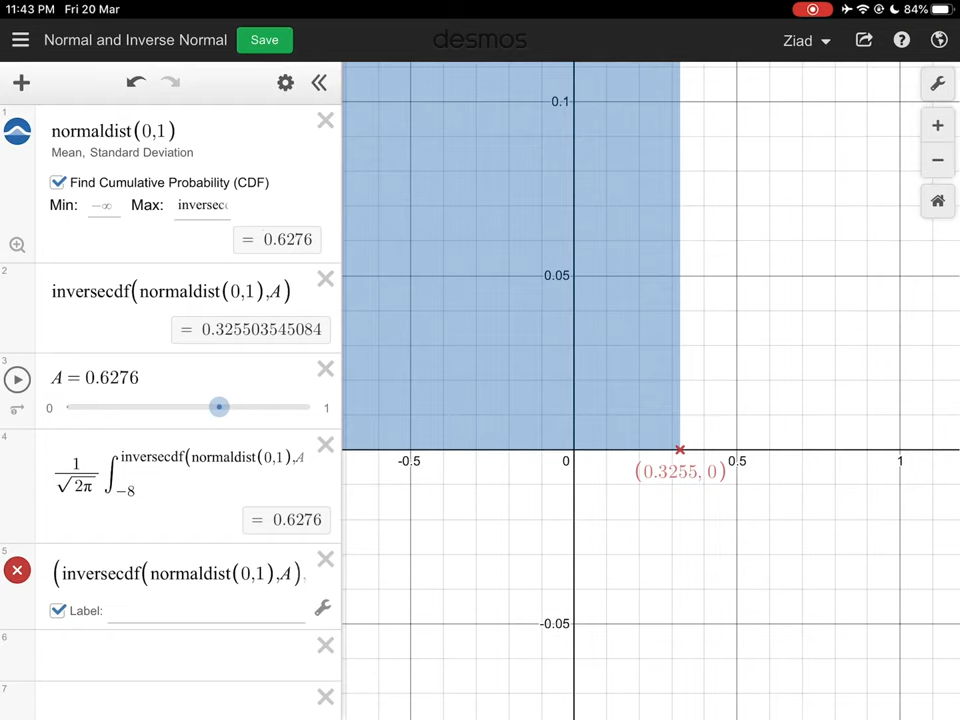 11:43 PM Fri 20 Mar 84%
Normal and Inverse Normal Save desmos Ziad
1
normaldist(0,1)
Mean, Standard Deviation
Find Cumulative Probability (CDF)
Min: −∞ Max: inversec
= 0.6276
2
inversecdf(normaldist(0,1),A)
= 0.325503545084
3
A = 0.6276
0 1
4
1/√2π ∫ −8 inversecdf(normaldist(0,1),A
= 0.6276
5
(inversecdf(normaldist(0,1),A),
Label:
6
7
0.1
0.05
-0.5 0 0.5 1
(0.3255, 0)
-0.05